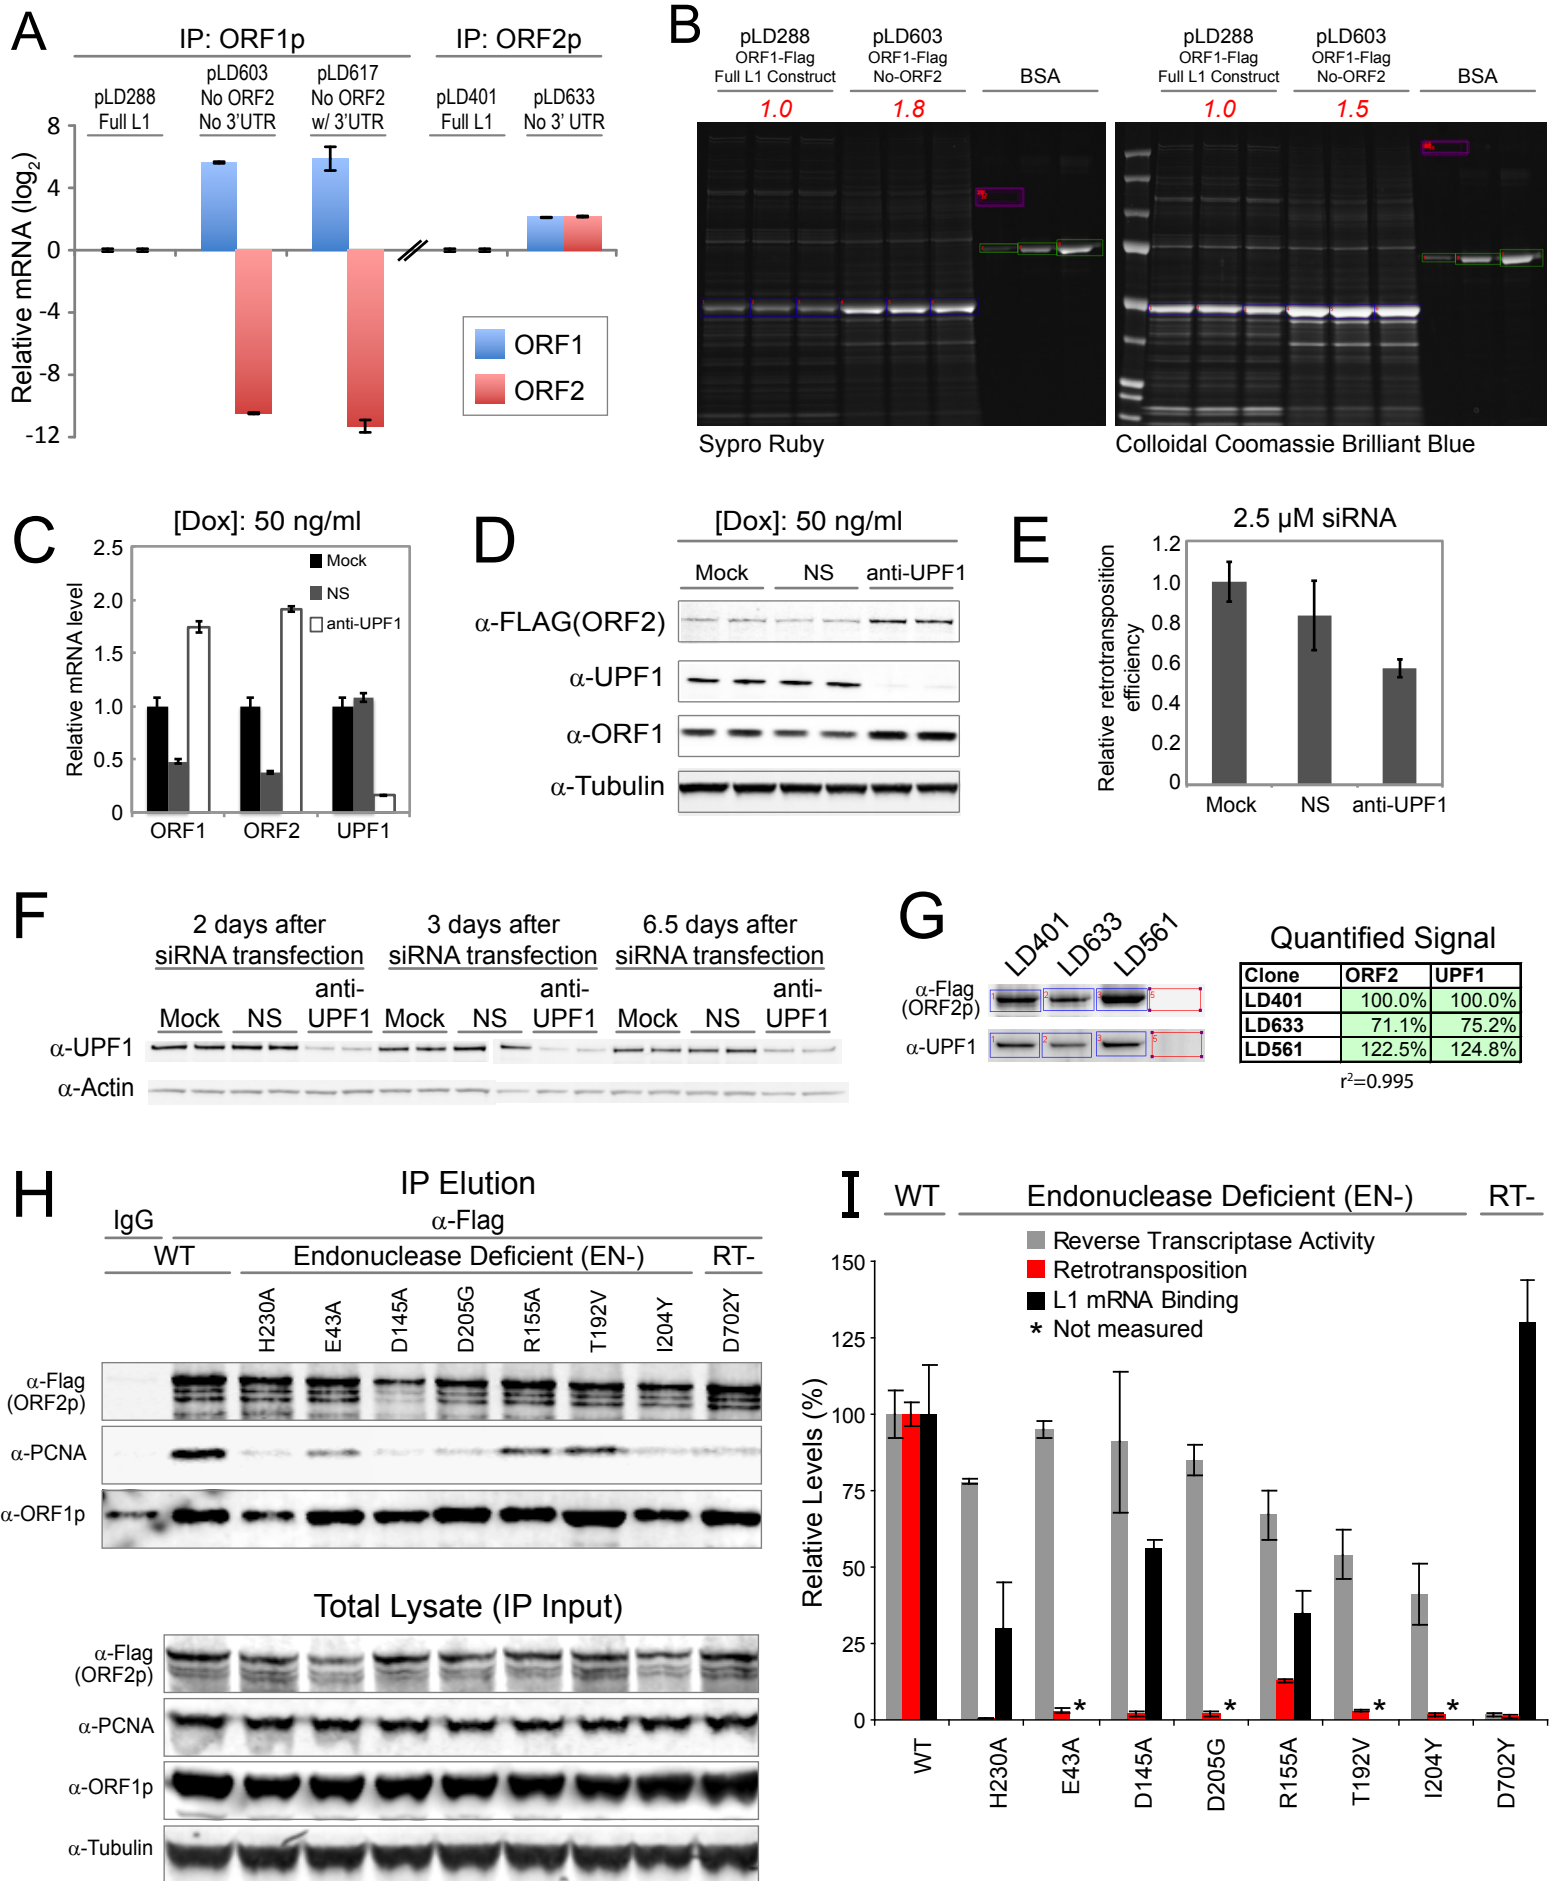 A
IP: ORF1p
IP: ORF2p
pLD288
Full L1
pLD603
No ORF2
No 3'UTR
pLD617
No ORF2
w/ 3'UTR
pLD401
Full L1
pLD633
No 3' UTR
Relative mRNA (log2)
8
4
0
-4
-8
-12
ORF1
ORF2
B
pLD288
ORF1-Flag
Full L1 Construct
1.0
pLD603
ORF1-Flag
No-ORF2
1.8
BSA
pLD288
ORF1-Flag
Full L1 Construct
1.0
pLD603
ORF1-Flag
No-ORF2
1.5
BSA
Sypro Ruby
Colloidal Coomassie Brilliant Blue
C
[Dox]: 50 ng/ml
Relative mRNA level
2.5
2.0
1.5
1.0
0.5
0
Mock
NS
anti-UPF1
ORF1
ORF2
UPF1
D
[Dox]: 50 ng/ml
Mock
NS
anti-UPF1
α-FLAG(ORF2)
α-UPF1
α-ORF1
α-Tubulin
E
2.5 µM siRNA
Relative retrotransposition
efficiency
1.2
1.0
0.8
0.6
0.4
0.2
0
Mock
NS
anti-UPF1
F
2 days after
siRNA transfection
3 days after
siRNA transfection
6.5 days after
siRNA transfection
Mock
NS
anti-
UPF1
Mock
NS
anti-
UPF1
Mock
NS
anti-
UPF1
α-UPF1
α-Actin
G
LD401
LD633
LD561
α-Flag
(ORF2p)
α-UPF1
1 2 3 5
1 2 3 5
Quantified Signal
Clone ORF2 UPF1
LD401 100.0% 100.0%
LD633 71.1% 75.2%
LD561 122.5% 124.8%
r2=0.995
H
IP Elution
IgG
α-Flag
WT
Endonuclease Deficient (EN-)
RT-
H230A
E43A
D145A
D205G
R155A
T192V
I204Y
D702Y
α-Flag
(ORF2p)
α-PCNA
α-ORF1p
Total Lysate (IP Input)
α-Flag
(ORF2p)
α-PCNA
α-ORF1p
α-Tubulin
I
WT
Endonuclease Deficient (EN-)
RT-
Reverse Transcriptase Activity
Retrotransposition
L1 mRNA Binding
* Not measured
Relative Levels (%)
150
125
100
75
50
25
0
* * * *
WT
H230A
E43A
D145A
D205G
R155A
T192V
I204Y
D702Y